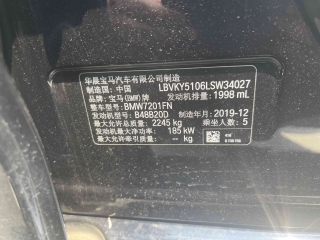 华晨宝马汽车有限公司制造
制造国: 中国 LBVKY5106LSW34027
品牌: 宝马(BMW)牌 发动机排量: 1998 mL
整车型号: BMW7201FN
发动机型号: B48B20D 制造年月: 2019-12
最大允许总质量: 2245 kg 乘坐人数: 5
发动机最大净功率: 185 kW
最大允许牵引质量: -- kg